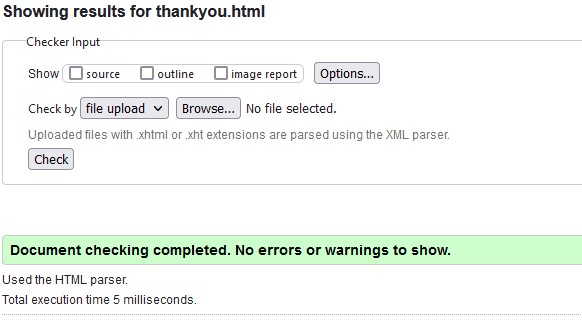 Showing results for thankyou.html
Checker Input
Show source outline image report Options...
Check by file upload Browse... No file selected.
Uploaded files with .xhtml or .xht extensions are parsed using the XML parser.
Check
Document checking completed. No errors or warnings to show.
Used the HTML parser.
Total execution time 5 milliseconds.